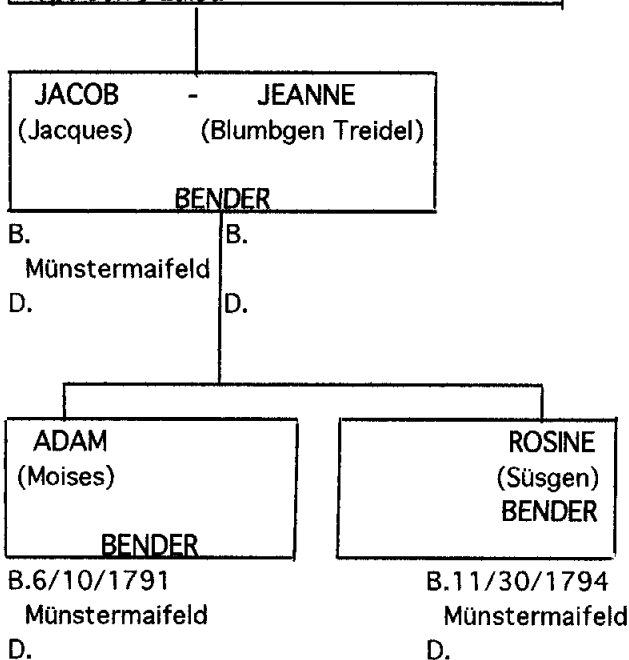 JACOB - JEANNE
(Jacques) (Blumbgen Treidel)
BENDER
B. B.
Münstermaifeld
D. D.
ADAM
(Moises)
BENDER
B.6/10/1791
Münstermaifeld
D.
ROSINE
(Süsgen)
BENDER
B.11/30/1794
Münstermaifeld
D.